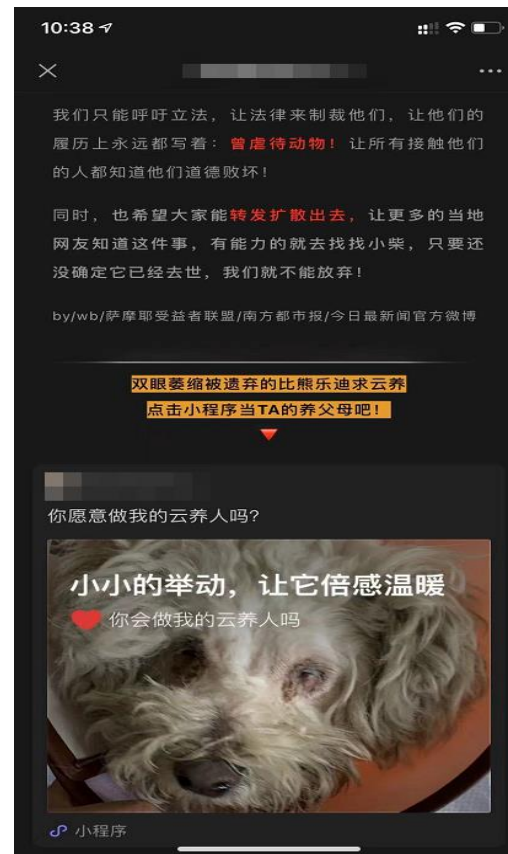 10:38
我们只能呼吁立法，让法律来制裁他们，让他们的
履历上永远都写着：曾虐待动物！让所有接触他们
的人都知道他们道德败坏！
同时，也希望大家能转发扩散出去，让更多的当地
网友知道这件事，有能力的就去找找小柴，只要还
没确定它已经去世，我们就不能放弃！
by/wb/萨摩耶受益者联盟/南方都市报/今日最新闻官方微博
双眼萎缩被遗弃的比熊乐迪求云养
点击小程序当TA的养父母吧！
你愿意做我的云养人吗?
小小的举动，让它倍感温暖
你会做我的云养人吗
小程序